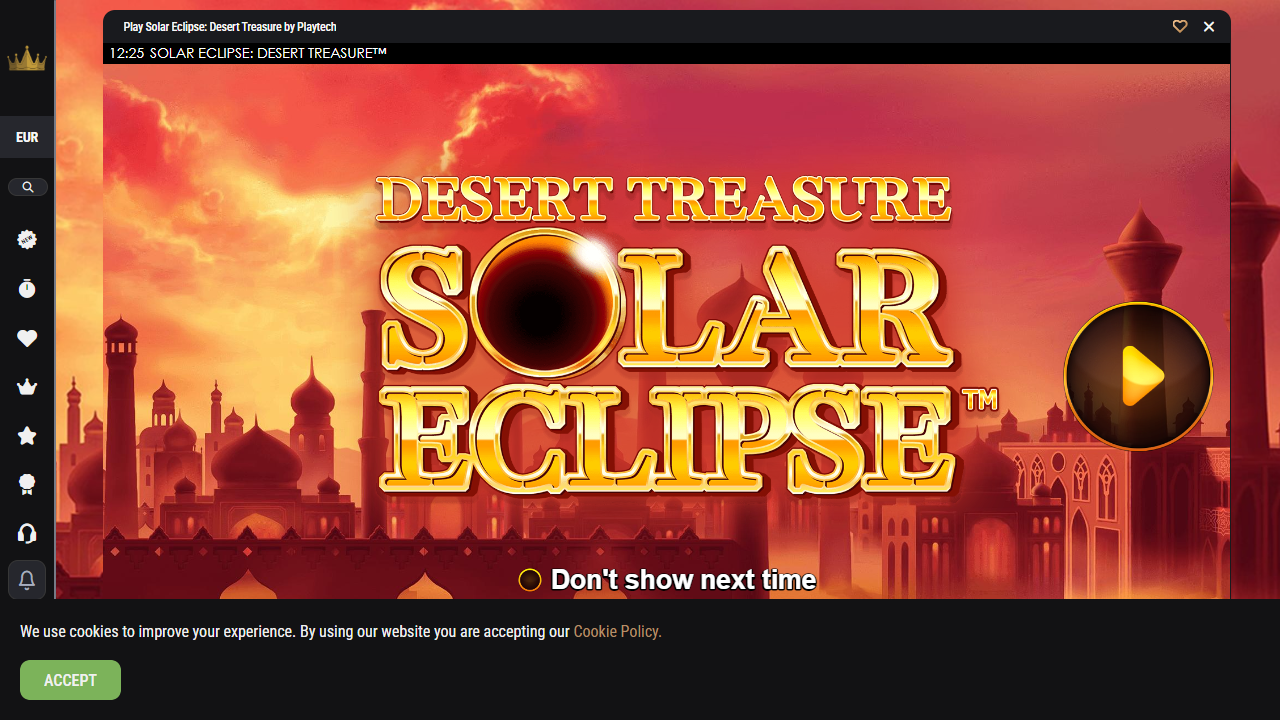 Play Solar Eclipse: Desert Treasure by Playtech
12:25 SOLAR ECLIPSE: DESERT TREASURE™
EUR
NEW
DESERT TREASURE
SOLAR
ECLIPSE™
Don't show next time
We use cookies to improve your experience. By using our website you are accepting our Cookie Policy.
ACCEPT